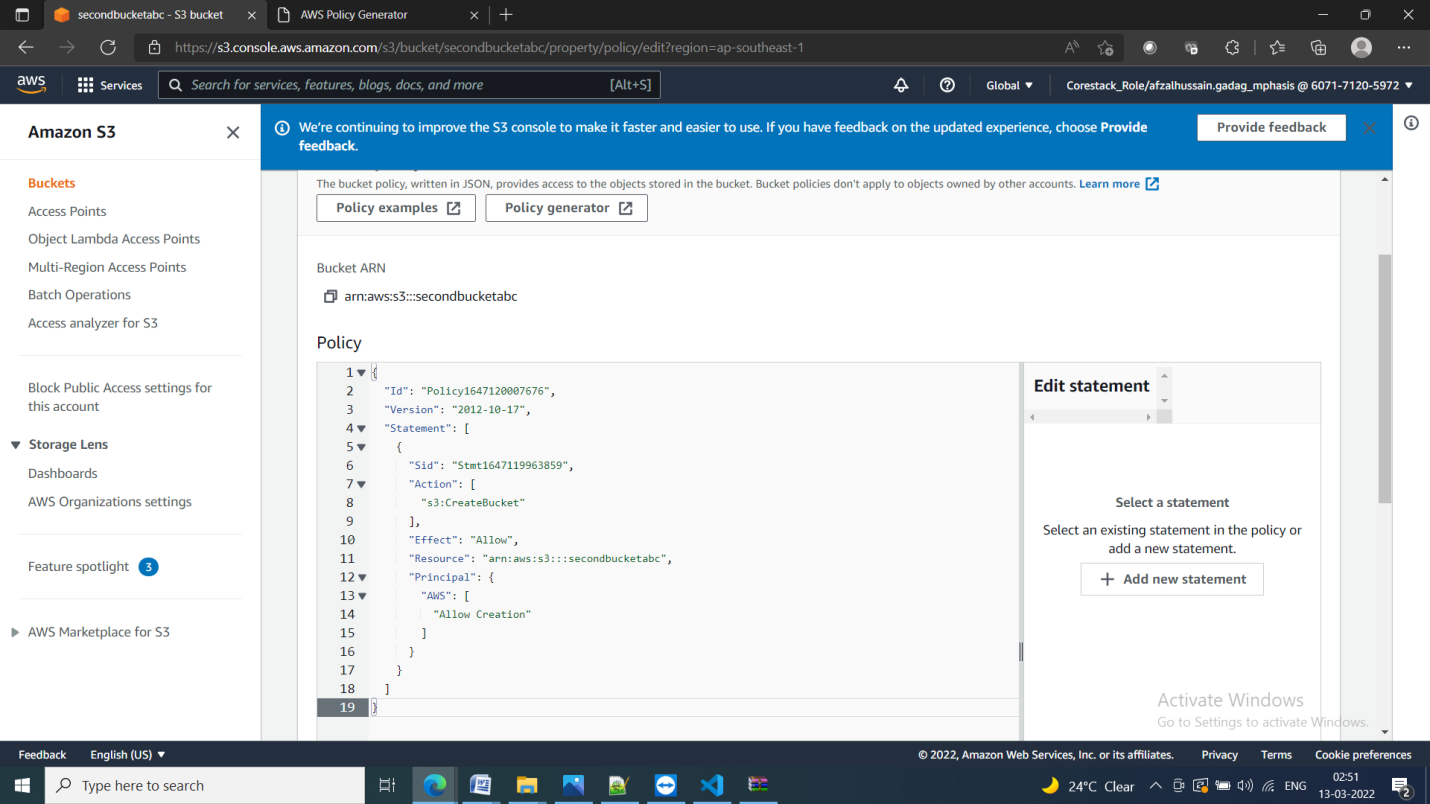 secondbucketabc - S3 bucket
AWS Policy Generator
https://s3.console.aws.amazon.com/s3/bucket/secondbucketabc/property/policy/edit?region=ap-southeast-1
aws
Services
Search for services, features, blogs, docs, and more
[Alt+S]
Global
Corestack_Role/afzalhussain.gadag_mphasis @ 6071-7120-5972
Amazon S3
Buckets
Access Points
Object Lambda Access Points
Multi-Region Access Points
Batch Operations
Access analyzer for S3
Block Public Access settings for
this account
Storage Lens
Dashboards
AWS Organizations settings
Feature spotlight 3
AWS Marketplace for S3
We're continuing to improve the S3 console to make it faster and easier to use. If you have feedback on the updated experience, choose Provide
feedback.
Provide feedback
The bucket policy, written in JSON, provides access to the objects stored in the bucket. Bucket policies don't apply to objects owned by other accounts. Learn more
Policy examples
Policy generator
Bucket ARN
arn:aws:s3:::secondbucketabc
Policy
1 {
2 "Id": "Policy1647120007676",
3 "Version": "2012-10-17",
4 "Statement": [
5 {
6 "Sid": "Stmt1647119963859",
7 "Action": [
8 "s3:CreateBucket"
9 ],
10 "Effect": "Allow",
11 "Resource": "arn:aws:s3:::secondbucketabc",
12 "Principal": {
13 "AWS": [
14 "Allow Creation"
15 ]
16 }
17 }
18 ]
19 }
Edit statement
Select a statement
Select an existing statement in the policy or
add a new statement.
Add new statement
Activate Windows
Go to Settings to activate Windows.
Feedback
English (US)
© 2022, Amazon Web Services, Inc. or its affiliates.
Privacy
Terms
Cookie preferences
Type here to search
24°C Clear
ENG
02:51
13-03-2022
2